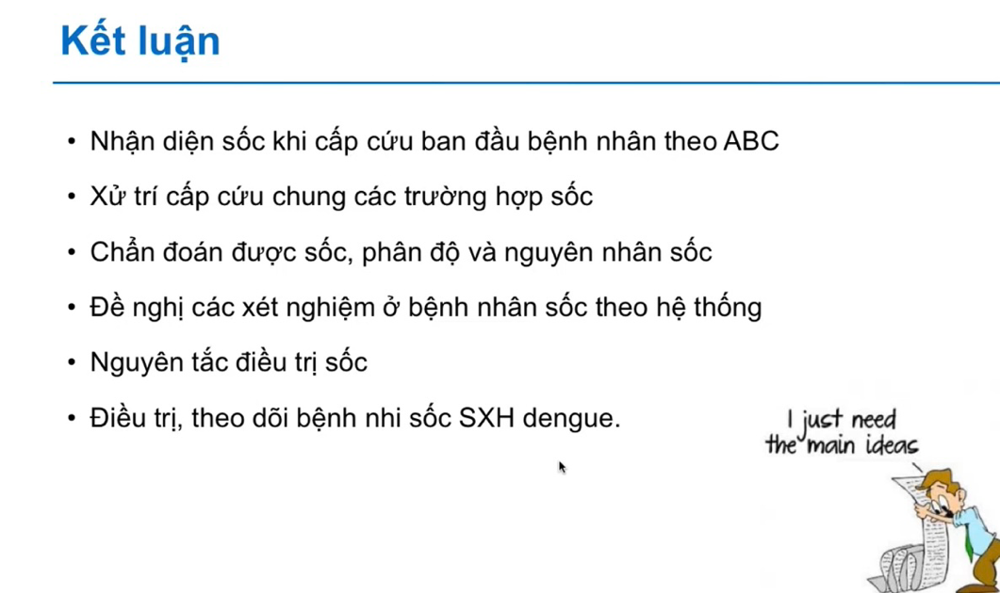 Kết luận
• Nhận diện sốc khi cấp cứu ban đầu bệnh nhân theo ABC
• Xử trí cấp cứu chung các trường hợp sốc
• Chẩn đoán được sốc, phân độ và nguyên nhân sốc
• Đề nghị các xét nghiệm ở bệnh nhân sốc theo hệ thống
• Nguyên tắc điều trị sốc
• Điều trị, theo dõi bệnh nhi sốc SXH dengue.
I just need
the main ideas